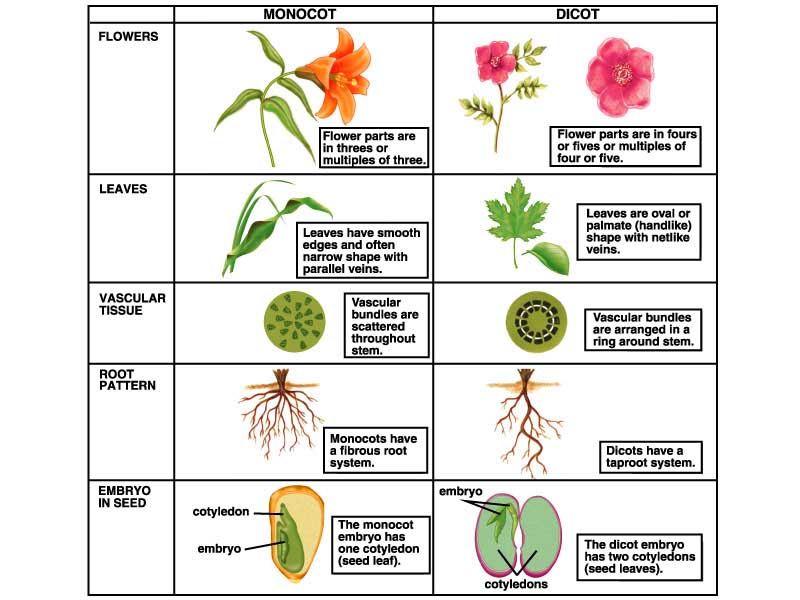 MONOCOT
DICOT
FLOWERS
Flower parts are
in threes or
multiples of three.
Flower parts are in fours
or fives or multiples of
four or five.
LEAVES
Leaves have smooth
edges and often
narrow shape with
parallel veins.
Leaves are oval or
palmate (handlike)
shape with netlike
veins.
VASCULAR
TISSUE
Vascular
bundles are
scattered
throughout
stem.
Vascular bundles
are arranged in a
ring around stem.
ROOT
PATTERN
Monocots have
a fibrous root
system.
Dicots have a
taproot system.
EMBRYO
IN SEED
cotyledon
embryo
The monocot
embryo has
one cotyledon
(seed leaf).
embryo
cotyledons
The dicot embryo
has two cotyledons
(seed leaves).